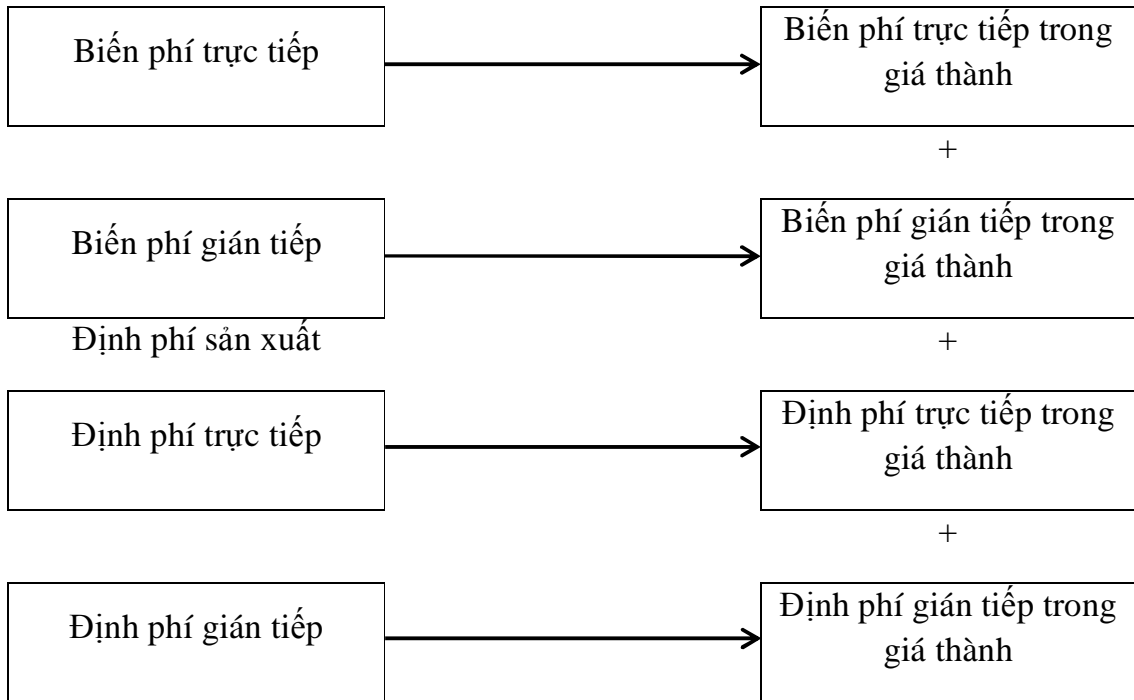 Biến phí trực tiếp
Biến phí trực tiếp trong
giá thành
+
Biến phí gián tiếp
Biến phí gián tiếp trong
giá thành
Định phí sản xuất
+
Định phí trực tiếp
Định phí trực tiếp trong
giá thành
+
Định phí gián tiếp
Định phí gián tiếp trong
giá thành